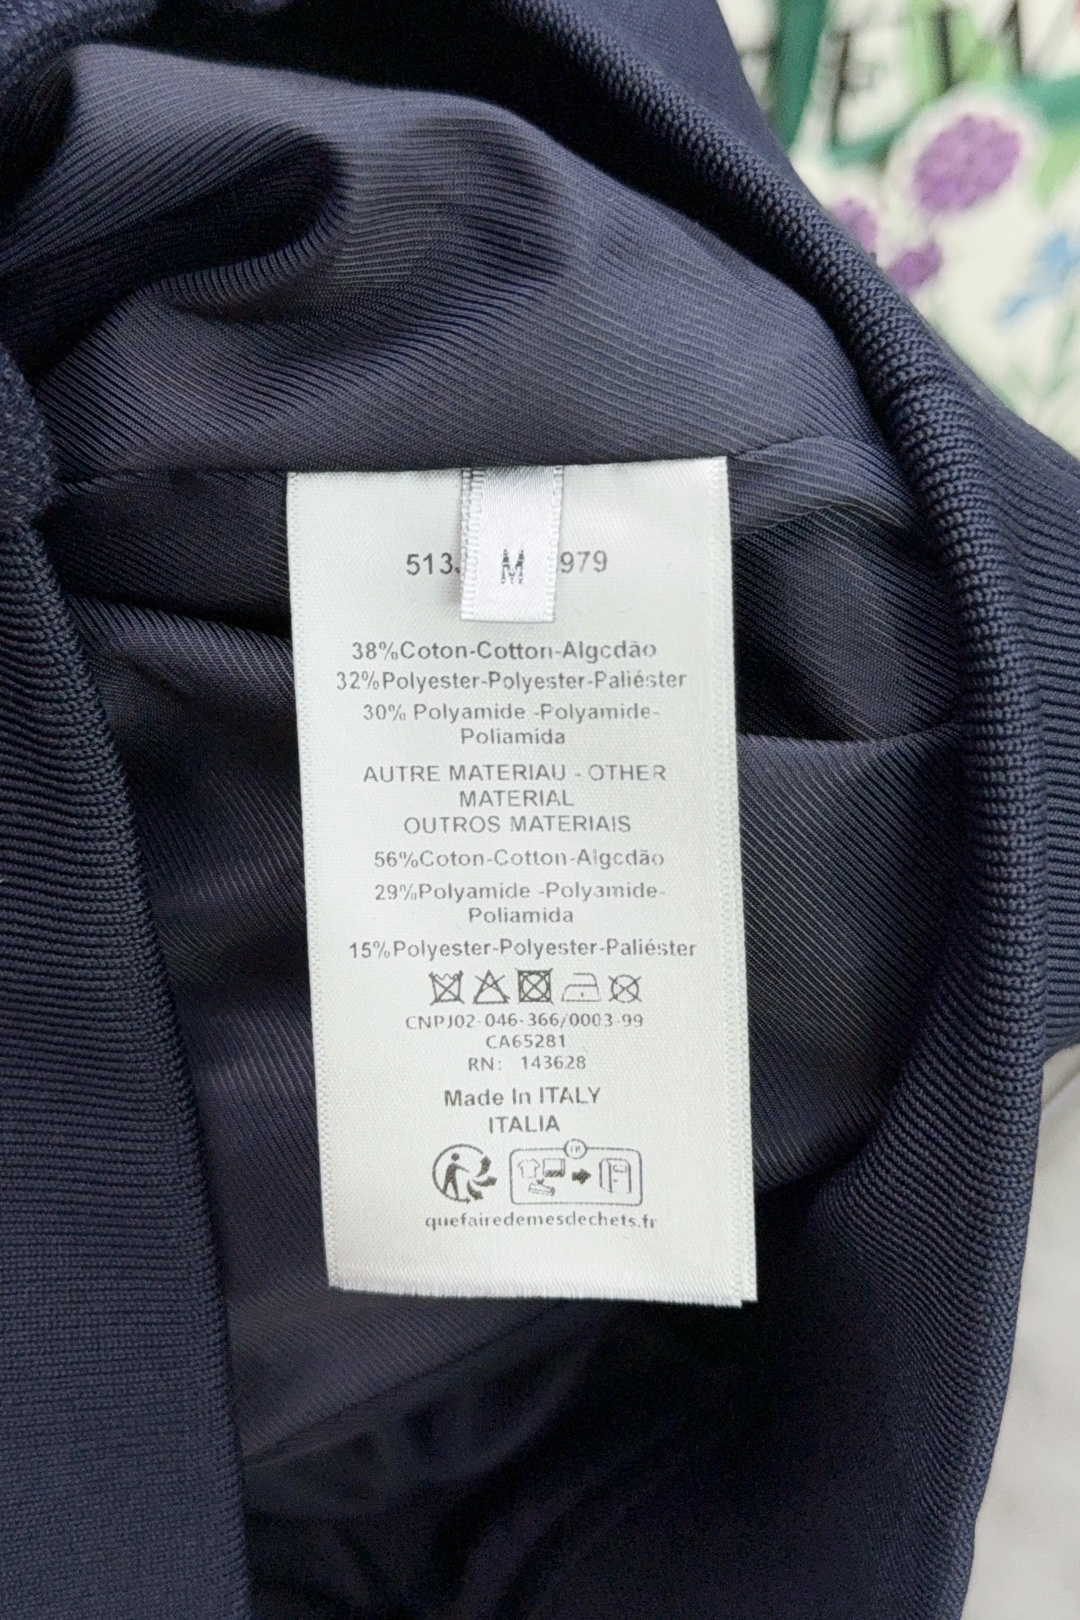 513
M
979
38%Coton-Cotton-Algcdão
32%Polyester-Polyester-Paliéster
30% Polyamide -Polyamide-
Poliamida
AUTRE MATERIAU - OTHER
MATERIAL
OUTROS MATERIAIS
56%Coton-Cotton-Algcdão
29%Polyamide -Polyamide-
Poliamida
15%Polyester-Polyester-Paliéster
CNPJ02-046-366/0003-99
CA65281
RN: 143628
Made In ITALY
ITALIA
FR
quefairedemesdechets.fr